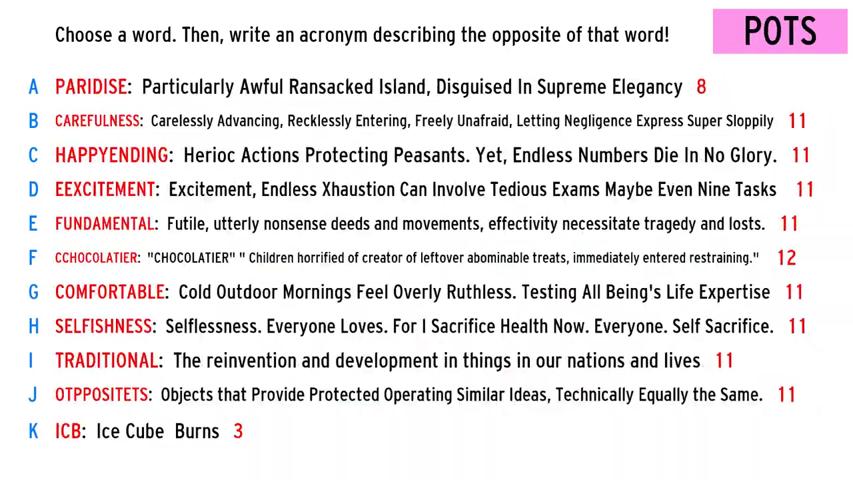 Choose a word. Then, write an acronym describing the opposite of that word!
POTS
A PARIDISE: Particularly Awful Ransacked Island, Disguised In Supreme Elegancy 8
B CAREFULNESS: Carelessly Advancing, Recklessly Entering, Freely Unafraid, Letting Negligence Express Super Sloppily 11
C HAPPYENDING: Herioc Actions Protecting Peasants. Yet, Endless Numbers Die In No Glory. 11
D EEXCITEMENT: Excitement, Endless Xhaustion Can Involve Tedious Exams Maybe Even Nine Tasks 11
E FUNDAMENTAL: Futile, utterly nonsense deeds and movements, effectivity necessitate tragedy and losts. 11
F CCHOCOLATIER: "CHOCOLATIER" " Children horrified of creator of leftover abominable treats, immediately entered restraining." 12
G COMFORTABLE: Cold Outdoor Mornings Feel Overly Ruthless. Testing All Being's Life Expertise 11
H SELFISHNESS: Selflessness. Everyone Loves. For I Sacrifice Health Now. Everyone. Self Sacrifice. 11
I TRADITIONAL: The reinvention and development in things in our nations and lives 11
J OTPPOSITETS: Objects that Provide Protected Operating Similar Ideas, Technically Equally the Same. 11
K ICB: Ice Cube Burns 3